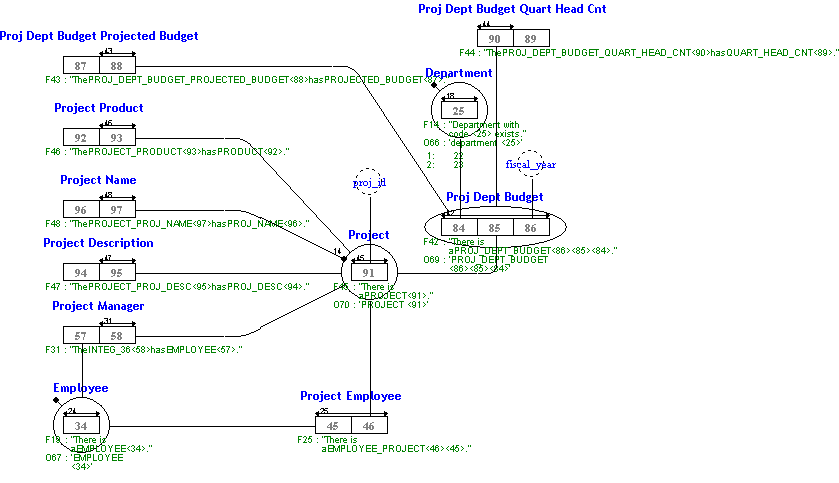 Proj Dept Budget Quart Head Cnt
44
90 89
F44 : "ThePROJ_DEPT_BUDGET_QUART_HEAD_CNT<90>hasQUART_HEAD_CNT<89>."
Proj Dept Budget Projected Budget
43
87 88
F43 : "ThePROJ_DEPT_BUDGET_PROJECTED_BUDGET<88>hasPROJECTED_BUDGET<87>."
Department
18
25
F14 : "Department with
code <25> exists."
O66 : 'department <25>'
1: 22
2: 23
fiscal_year
Project Product
46
92 93
F46 : "ThePROJECT_PRODUCT<93>hasPRODUCT<92>."
Project Name
48
96 97
F48 : "ThePROJECT_PROJ_NAME<97>hasPROJ_NAME<96>."
proj_id
Proj Dept Budget
42
84 85 86
F42 : "There is
aPROJ_DEPT_BUDGET<86><85><84>."
O69 : 'PROJ_DEPT_BUDGET
<86><85><84>'
Project Description
47
94 95
F47 : "ThePROJECT_PROJ_DESC<95>hasPROJ_DESC<94>."
Project
14
45
91
F45 : "There is
aPROJECT<91>."
O70 : 'PROJECT <91>'
Project Manager
31
57 58
F31 : "TheINTEG_36<58>hasEMPLOYEE<57>."
Employee
24
34
F19 : "There is
aEMPLOYEE<34>."
O67 : 'EMPLOYEE
<34>'
Project Employee
25
45 46
F25 : "There is
aEMPLOYEE_PROJECT<46><45>."